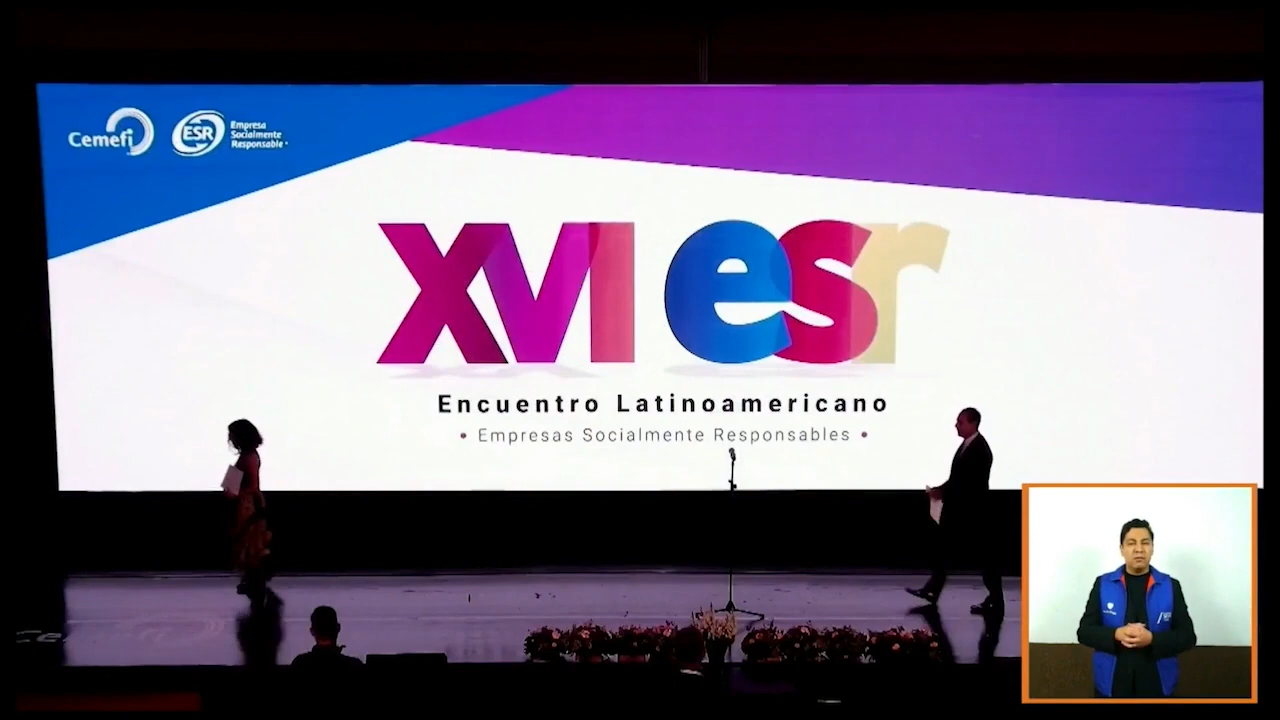 Cemefi
ESR
Empresa
Socialmente
Responsable
XVI esr
Encuentro Latinoamericano
• Empresas Socialmente Responsables •